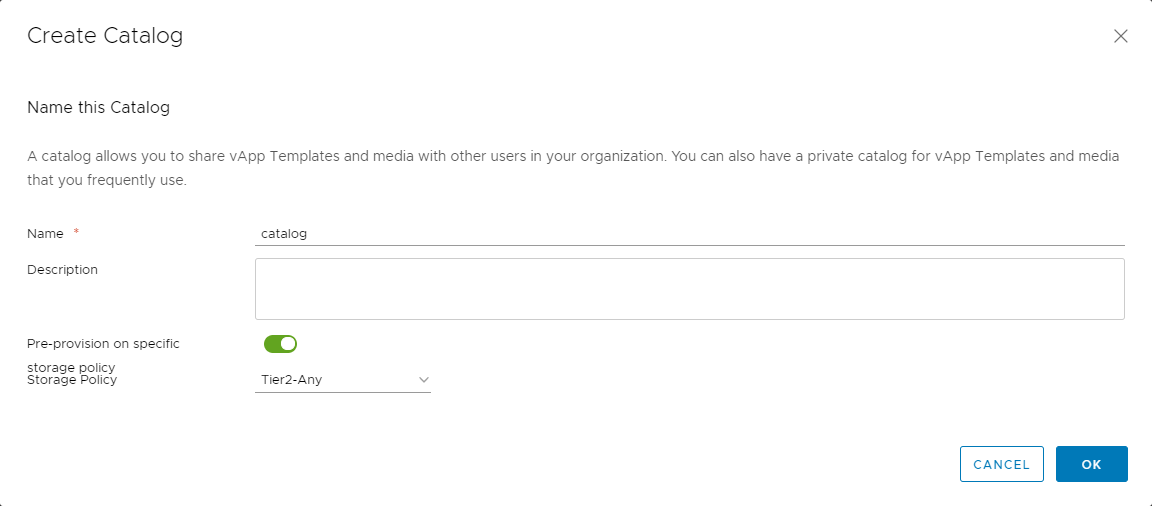 Create Catalog
Name this Catalog
A catalog allows you to share vApp Templates and media with other users in your organization. You can also have a private catalog for vApp Templates and media
that you frequently use.
Name *
catalog
Description
Pre-provision on specific
storage policy
Storage Policy
Tier2-Any
CANCEL
OK